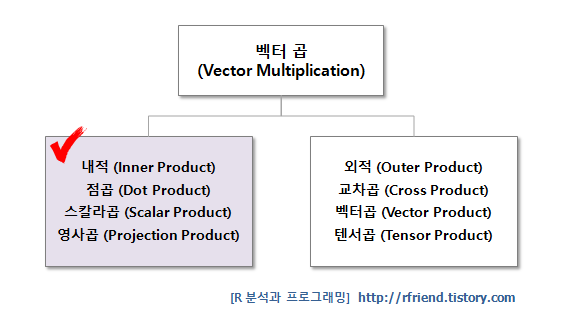 벡터 곱
(Vector Multiplication)
내적 (Inner Product)
점곱 (Dot Product)
스칼라곱 (Scalar Product)
영사곱 (Projection Product)
외적 (Outer Product)
교차곱 (Cross Product)
벡터곱 (Vector Product)
텐서곱 (Tensor Product)
[R 분석과 프로그래밍] http://rfriend.tistory.com